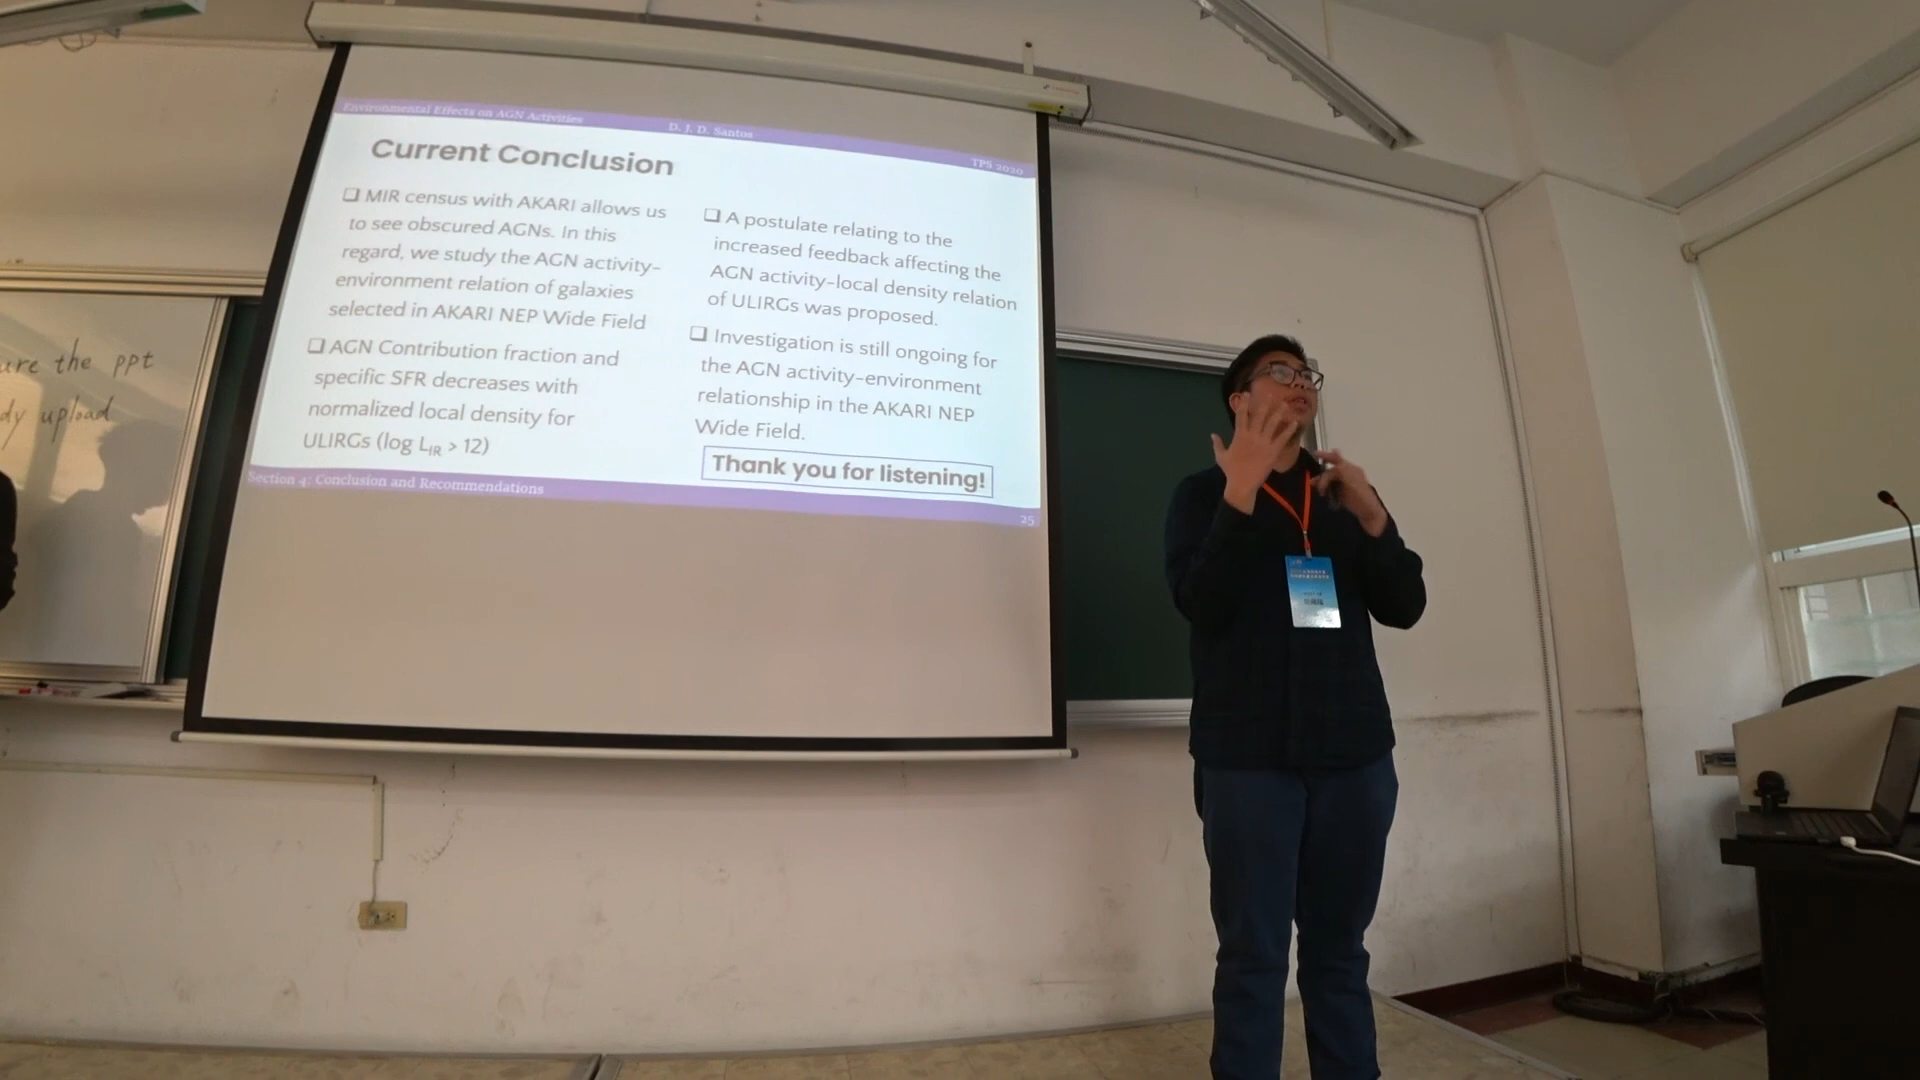 Environmental Effects on AGN Activities
D. J. D. Santos
TPS 2020
Current Conclusion
❑ MIR census with AKARI allows us
to see obscured AGNs. In this
regard, we study the AGN activity-
environment relation of galaxies
selected in AKARI NEP Wide Field
❑ AGN Contribution fraction and
specific SFR decreases with
normalized local density for
ULIRGs (log LIR > 12)
❑ A postulate relating to the
increased feedback affecting the
AGN activity-local density relation
of ULIRGs was proposed.
❑ Investigation is still ongoing for
the AGN activity-environment
relationship in the AKARI NEP
Wide Field.
Thank you for listening!
Section 4: Conclusion and Recommendations
25
the ppt
upload